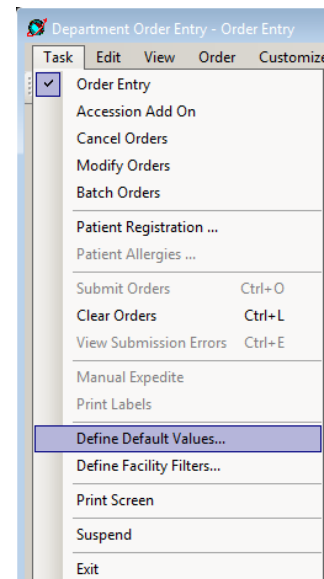 Department Order Entry - Order Entry
Task Edit View Order Customize
Order Entry
Accession Add On
Cancel Orders
Modify Orders
Batch Orders
Patient Registration ...
Patient Allergies ...
Submit Orders Ctrl+O
Clear Orders Ctrl+L
View Submission Errors Ctrl+E
Manual Expedite
Print Labels
Define Default Values...
Define Facility Filters...
Print Screen
Suspend
Exit